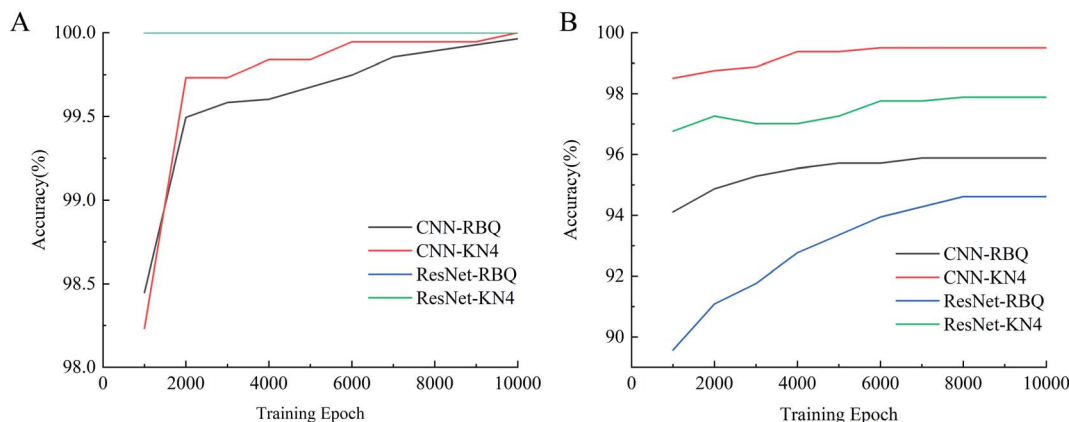 A
100.0
99.5
99.0
98.5
98.0
Accuracy(%)
CNN-RBQ
CNN-KN4
ResNet-RBQ
ResNet-KN4
0 2000 4000 6000 8000 10000
Training Epoch
B
100
98
96
94
92
90
Accuracy(%)
CNN-RBQ
CNN-KN4
ResNet-RBQ
ResNet-KN4
0 2000 4000 6000 8000 10000
Training Epoch